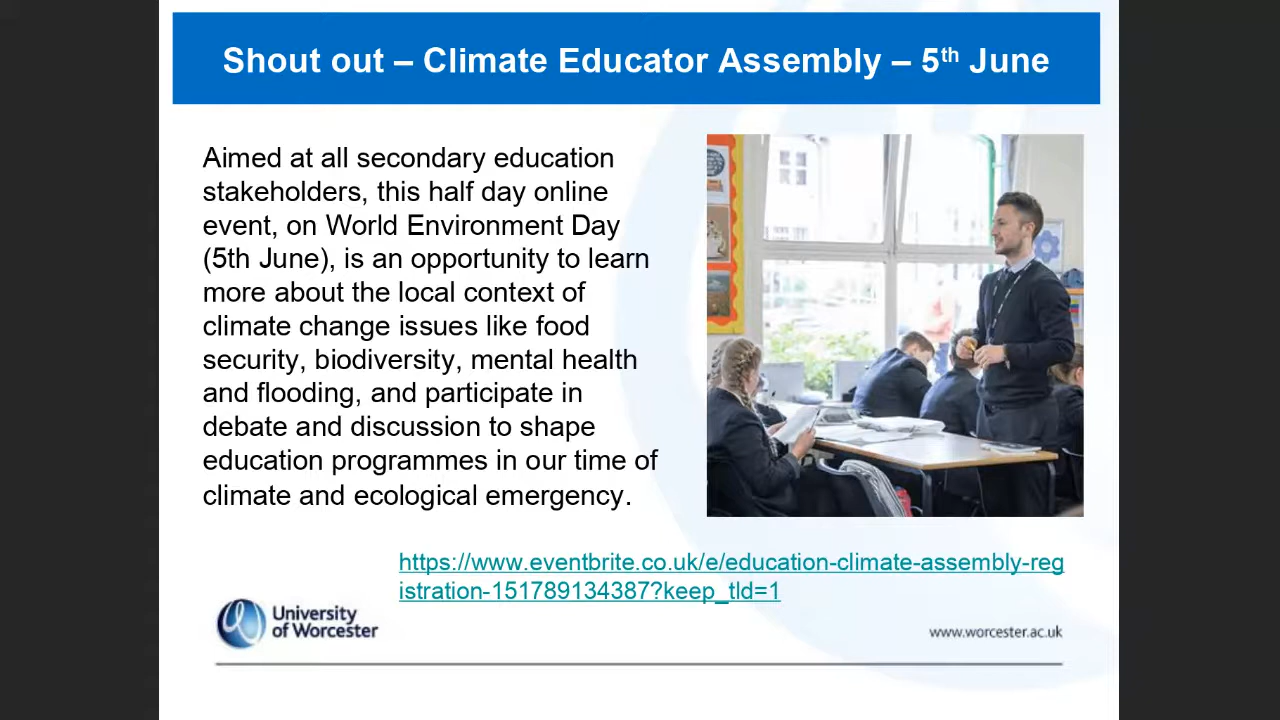 Shout out – Climate Educator Assembly – 5th June
Aimed at all secondary education
stakeholders, this half day online
event, on World Environment Day
(5th June), is an opportunity to learn
more about the local context of
climate change issues like food
security, biodiversity, mental health
and flooding, and participate in
debate and discussion to shape
education programmes in our time of
climate and ecological emergency.
https://www.eventbrite.co.uk/e/education-climate-assembly-reg
istration-151789134387?keep_tld=1
University
of Worcester
www.worcester.ac.uk